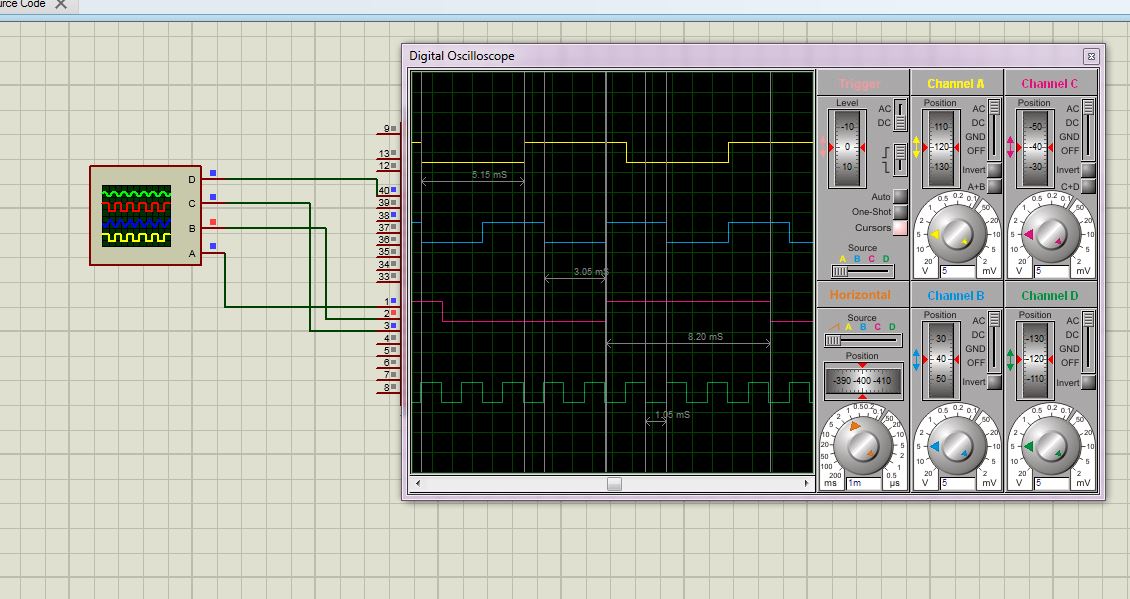 urce Code
Digital Oscilloscope
D
C
B
A
9
13
12
40
39
38
37
36
35
34
33
1
2
3
4
5
6
7
8
5.15 mS
3.05 mS
8.20 mS
1.05 mS
Trigger
Level
AC
DC
-10
0
10
Auto
One-Shot
Cursors
Source
A B C D
Channel A
Position
AC
DC
GND
OFF
-110
-120
-130
Invert
A+B
V 5 mV
Channel C
Position
AC
DC
GND
OFF
-50
-40
-30
Invert
C+D
V 5 mV
Horizontal
Source
A B C D
Position
-390 -400 -410
ms 1m µs
Channel B
Position
AC
DC
GND
OFF
30
40
50
Invert
V 5 mV
Channel D
Position
AC
DC
GND
OFF
-130
-120
-110
Invert
V 5 mV